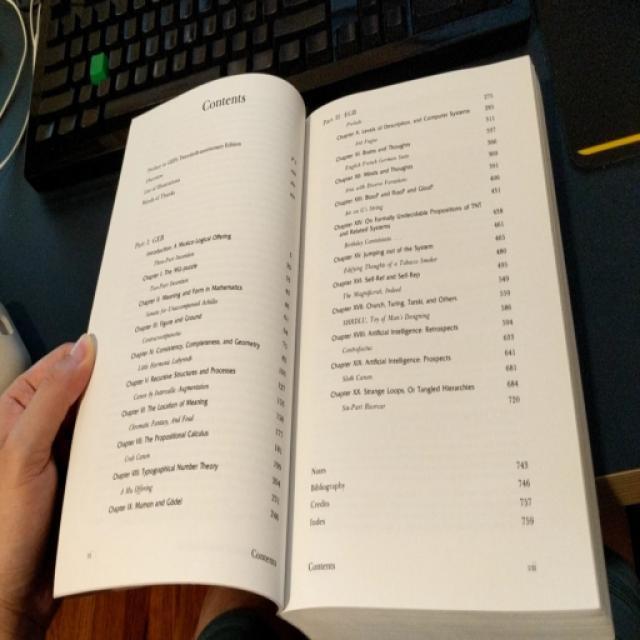 Contents
Preface to GEB's Twentieth-anniversary Edition
Overview
List of Illustrations
Words of Thanks
Part I: GEB
Introduction: A Musico-Logical Offering
Three-Part Invention
Chapter I: The MU-puzzle
Two-Part Invention
Chapter II: Meaning and Form in Mathematics
Sonata for Unaccompanied Achilles
Chapter III: Figure and Ground
Contracrostipunctus
Chapter IV: Consistency, Completeness, and Geometry
Little Harmonic Labyrinth
Chapter V: Recursive Structures and Processes
Canon by Intervallic Augmentation
Chapter VI: The Location of Meaning
Chromatic Fantasy, And Feud
Chapter VII: The Propositional Calculus
Crab Canon
Chapter VIII: Typographical Number Theory
A Mu Offering
Chapter IX: Mumon and Gödel
Contents
Part II: EGB
Prelude 275
Chapter X: Levels of Description, and Computer Systems 285
Ant Fugue 311
Chapter XI: Brains and Thoughts 337
English French German Suite 366
Chapter XII: Minds and Thoughts 369
Aria with Diverse Variations 391
Chapter XIII: BlooP and FlooP and GlooP 406
Air on G's String 431
Chapter XIV: On Formally Undecidable Propositions of TNT
and Related Systems 438
Birthday Cantatatata 461
Chapter XV: Jumping out of the System 465
Edifying Thoughts of a Tobacco Smoker 480
Chapter XVI: Self-Ref and Self-Rep 495
The Magnificrab, Indeed 549
Chapter XVII: Church, Turing, Tarski, and Others 559
SHRDLU, Toy of Man's Designing 586
Chapter XVIII: Artificial Intelligence: Retrospects 594
Contrafactus 633
Chapter XIX: Artificial Intelligence: Prospects 641
Sloth Canon 681
Chapter XX: Strange Loops, Or Tangled Hierarchies 684
Six-Part Ricercar 720
Notes 743
Bibliography 746
Credits 757
Index 759
Contents vii